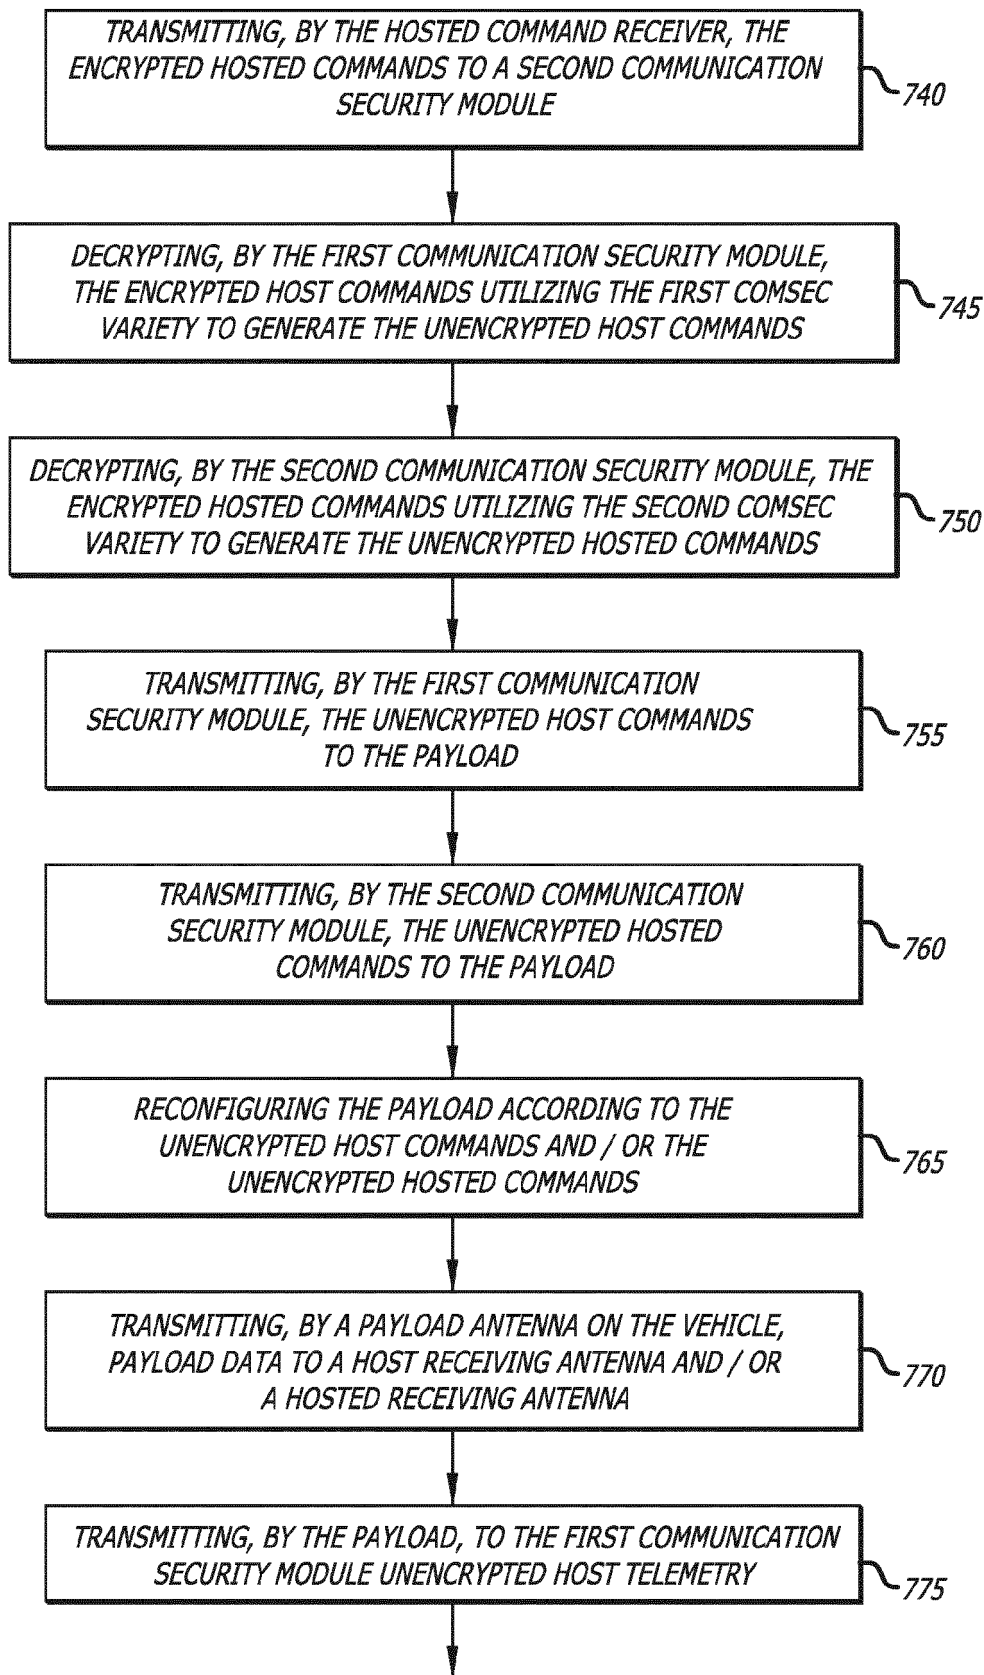 TRANSMITTING, BY THE HOSTED COMMAND RECEIVER, THE
ENCRYPTED HOSTED COMMANDS TO A SECOND COMMUNICATION
SECURITY MODULE
740
DECRYPTING, BY THE FIRST COMMUNICATION SECURITY MODULE,
THE ENCRYPTED HOST COMMANDS UTILIZING THE FIRST COMSEC
VARIETY TO GENERATE THE UNENCRYPTED HOST COMMANDS
745
DECRYPTING, BY THE SECOND COMMUNICATION SECURITY MODULE, THE
ENCRYPTED HOSTED COMMANDS UTILIZING THE SECOND COMSEC
VARIETY TO GENERATE THE UNENCRYPTED HOSTED COMMANDS
750
TRANSMITTING, BY THE FIRST COMMUNICATION
SECURITY MODULE, THE UNENCRYPTED HOST COMMANDS
TO THE PAYLOAD
755
TRANSMITTING, BY THE SECOND COMMUNICATION
SECURITY MODULE, THE UNENCRYPTED HOSTED
COMMANDS TO THE PAYLOAD
760
RECONFIGURING THE PAYLOAD ACCORDING TO THE
UNENCRYPTED HOST COMMANDS AND / OR THE
UNENCRYPTED HOSTED COMMANDS
765
TRANSMITTING, BY A PAYLOAD ANTENNA ON THE VEHICLE,
PAYLOAD DATA TO A HOST RECEIVING ANTENNA AND / OR
A HOSTED RECEIVING ANTENNA
770
TRANSMITTING, BY THE PAYLOAD, TO THE FIRST COMMUNICATION
SECURITY MODULE UNENCRYPTED HOST TELEMETRY
775